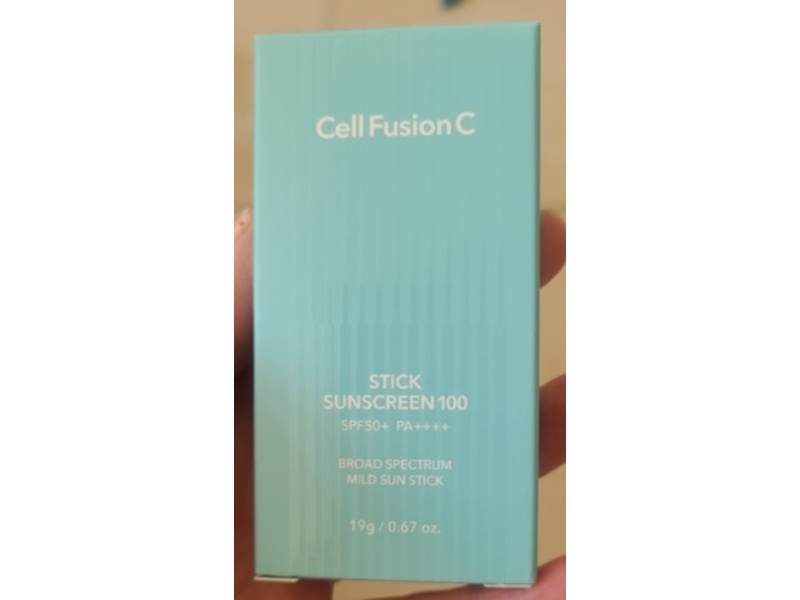 Cell Fusion C
STICK
SUNSCREEN 100
SPF50+ PA++++
BROAD SPECTRUM
MILD SUN STICK
19g / 0.67 oz.